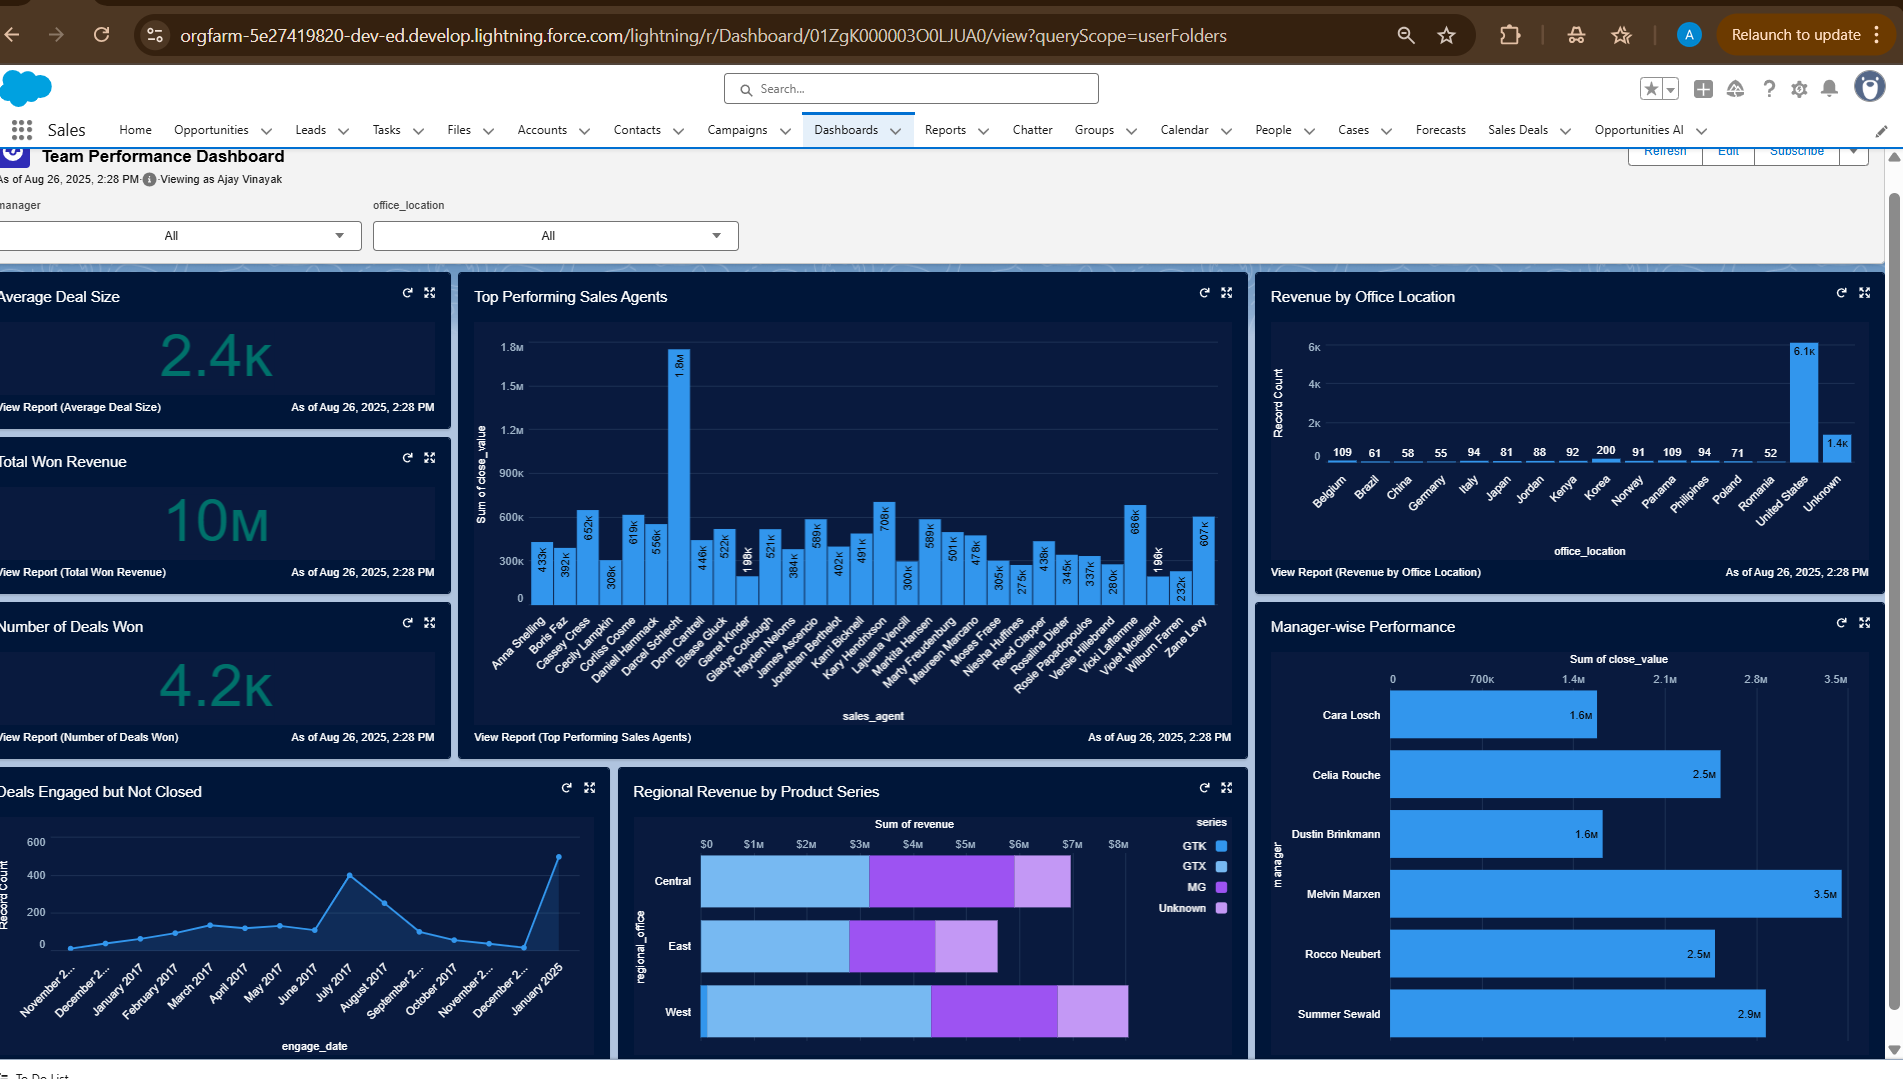 orgfarm-5e27419820-dev-ed.develop.lightning.force.com/lightning/r/Dashboard/01ZgK000003O0LJUA0/view?queryScope=userFolders
A
Relaunch to update
Search...
Sales
Home
Opportunities
Leads
Tasks
Files
Accounts
Contacts
Campaigns
Dashboards
Reports
Chatter
Groups
Calendar
People
Cases
Forecasts
Sales Deals
Opportunities AI
Team Performance Dashboard
As of Aug 26, 2025, 2:28 PM Viewing as Ajay Vinayak
Refresh
Edit
Subscribe
manager
office_location
All
All
Average Deal Size
2.4K
View Report (Average Deal Size)
As of Aug 26, 2025, 2:28 PM
Total Won Revenue
10M
View Report (Total Won Revenue)
As of Aug 26, 2025, 2:28 PM
Number of Deals Won
4.2K
View Report (Number of Deals Won)
As of Aug 26, 2025, 2:28 PM
Top Performing Sales Agents
Sum of close_value
1.8M
1.5M
1.2M
900K
600K
300K
0
433K
392K
652K
308K
619K
556K
1.8M
446K
522K
198K
521K
384K
589K
402K
491K
708K
300K
589K
501K
478K
305K
275K
438K
345K
337K
280K
686K
196K
232K
607K
Anna Snelling
Boris Faz
Cassey Cress
Cecily Lampkin
Corliss Cosme
Daniell Hammack
Darcel Schlecht
Donn Cantrell
Elease Gluck
Garret Kinder
Gladys Colclough
Hayden Neloms
James Ascencio
Jonathan Berthelot
Kami Bicknell
Kary Hendrixson
Lajuana Vencill
Markita Hansen
Marty Freudenburg
Maureen Marcano
Moses Frase
Niesha Huffines
Reed Clapper
Rosalina Dieter
Rosie Papadopoulos
Versie Hillebrand
Vicki Laflamme
Violet Mclelland
Wilburn Farren
Zane Levy
sales_agent
View Report (Top Performing Sales Agents)
As of Aug 26, 2025, 2:28 PM
Revenue by Office Location
Record Count
6K
4K
2K
0
109
61
58
55
94
81
88
92
200
91
109
94
71
52
6.1K
1.4K
Belgium
Brazil
China
Germany
Italy
Japan
Jordan
Kenya
Korea
Norway
Panama
Philipines
Poland
Romania
United States
Unknown
office_location
View Report (Revenue by Office Location)
As of Aug 26, 2025, 2:28 PM
Manager-wise Performance
Sum of close_value
0
700K
1.4M
2.1M
2.8M
3.5M
manager
Cara Losch
1.6M
Celia Rouche
2.5M
Dustin Brinkmann
1.6M
Melvin Marxen
3.5M
Rocco Neubert
2.5M
Summer Sewald
2.9M
Deals Engaged but Not Closed
Record Count
600
400
200
0
November 2...
December 2...
January 2017
February 2017
March 2017
April 2017
May 2017
June 2017
July 2017
August 2017
September 2...
October 2017
November 2...
December 2...
January 2025
engage_date
Regional Revenue by Product Series
Sum of revenue
$0
$1M
$2M
$3M
$4M
$5M
$6M
$7M
$8M
regional_office
Central
East
West
series
GTK
GTX
MG
Unknown
To Do List